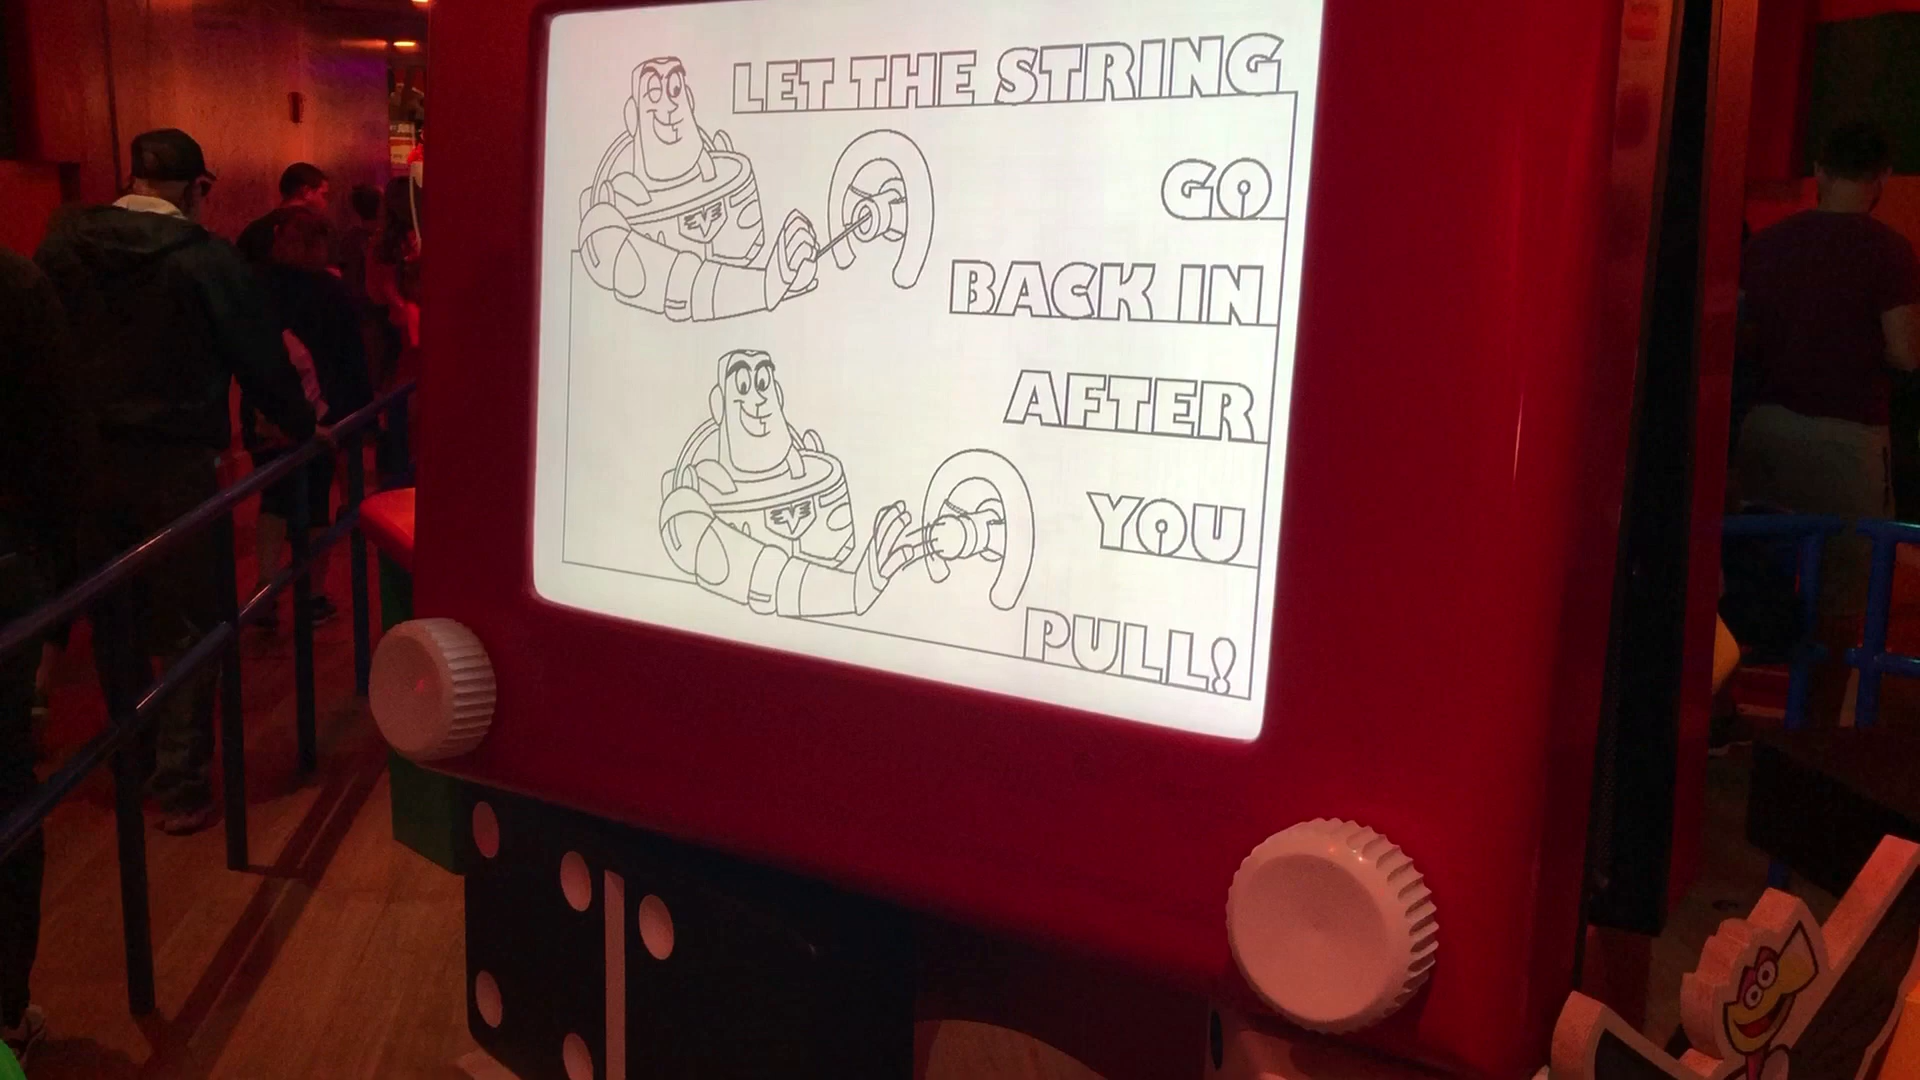 LET THE STRING
GO
BACK IN
AFTER
YOU
PULL!